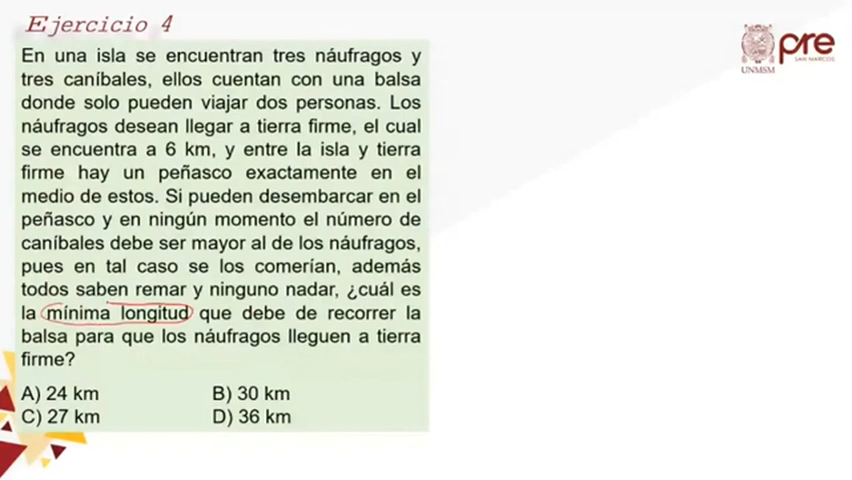 Ejercicio 4
En una isla se encuentran tres náufragos y
tres caníbales, ellos cuentan con una balsa
donde solo pueden viajar dos personas. Los
náufragos desean llegar a tierra firme, el cual
se encuentra a 6 km, y entre la isla y tierra
firme hay un peñasco exactamente en el
medio de estos. Si pueden desembarcar en el
peñasco y en ningún momento el número de
caníbales debe ser mayor al de los náufragos,
pues en tal caso se los comerían, además
todos saben remar y ninguno nadar, ¿cuál es
la mínima longitud que debe de recorrer la
balsa para que los náufragos lleguen a tierra
firme?
A) 24 km B) 30 km
C) 27 km D) 36 km
UNMSM
pre
SAN MARCOS